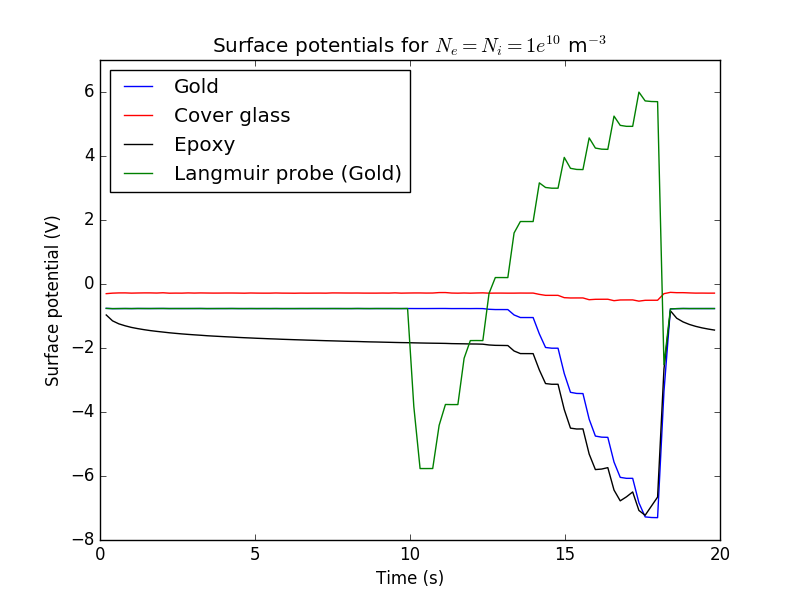 Surface potentials for $N_e = N_i = 1e^{10}$ m$^{-3}$
Gold
Cover glass
Epoxy
Langmuir probe (Gold)
Surface potential (V)
6
4
2
0
−2
−4
−6
−8
0 5 10 15 20
Time (s)